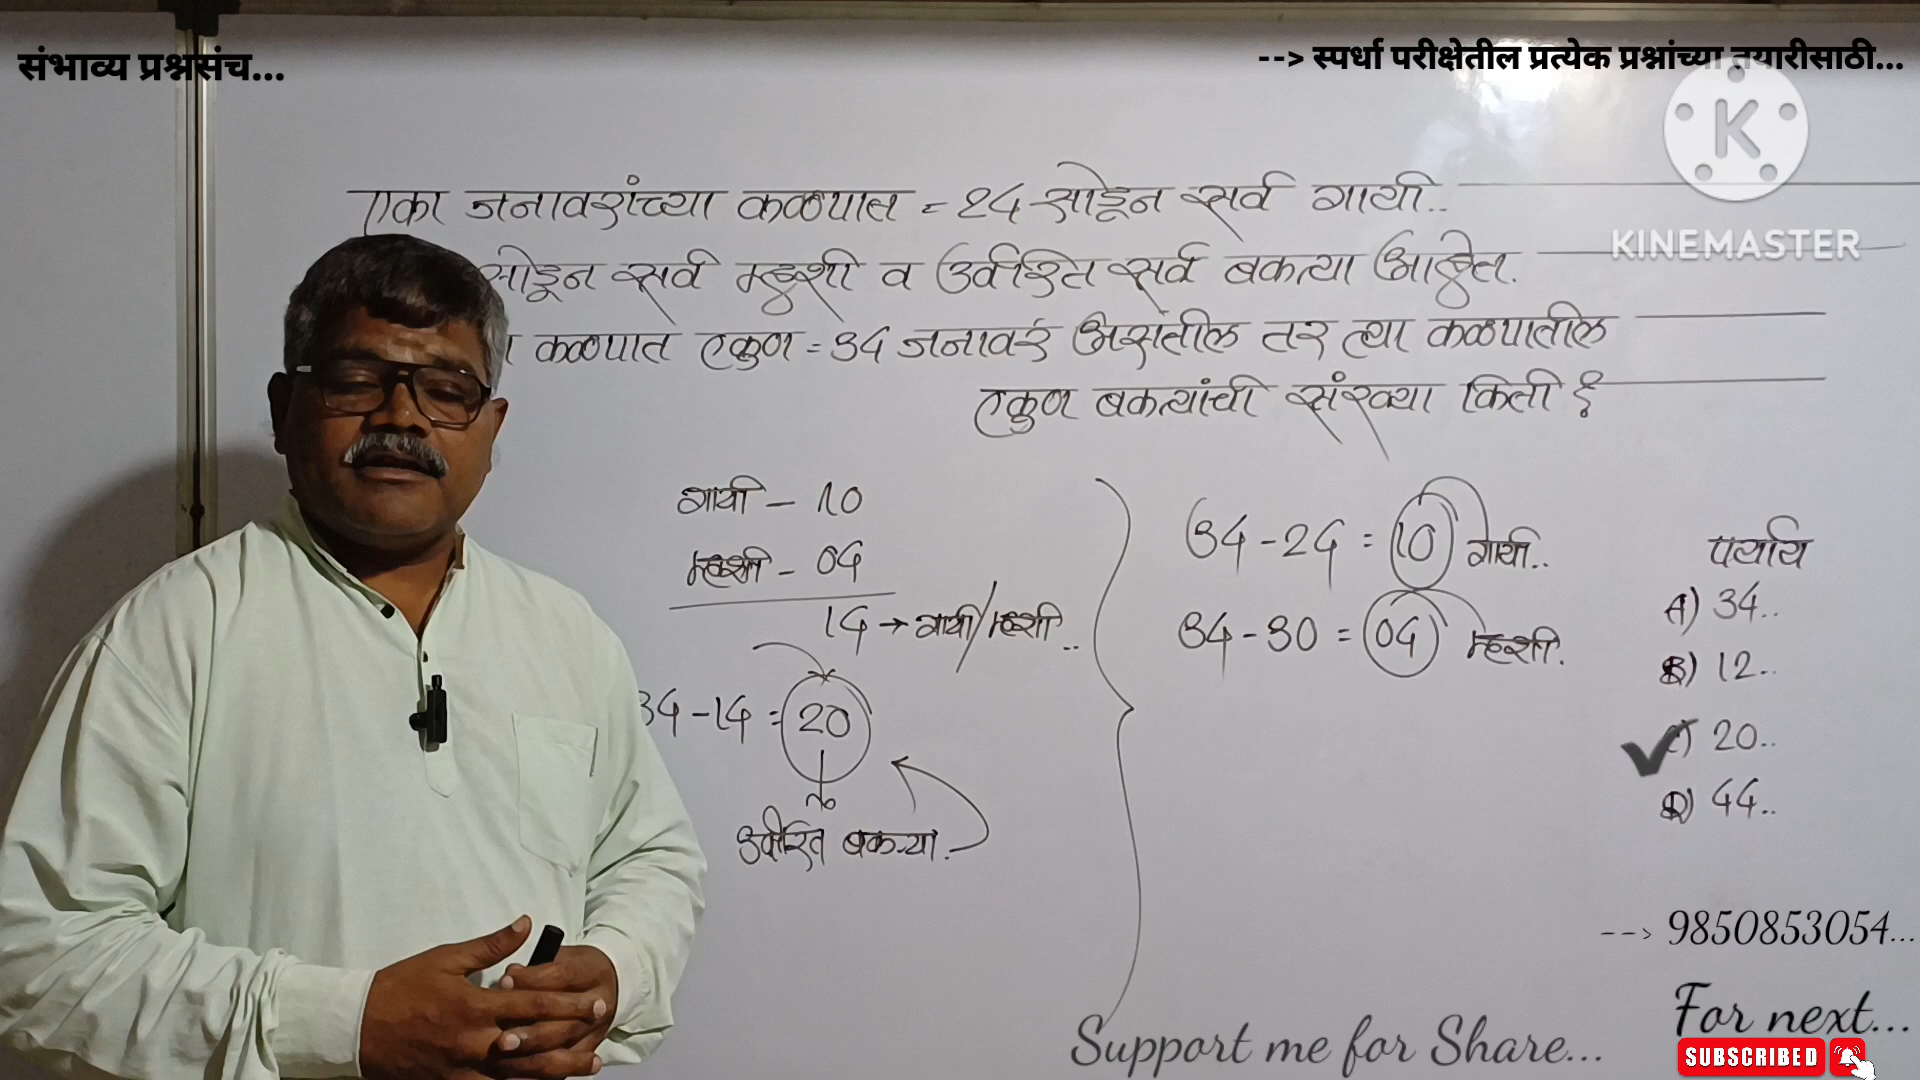 संभाव्य प्रश्नसंच...
--> स्पर्धा परीक्षेतील प्रत्येक प्रश्नांच्या तयारीसाठी...
K
KINEMASTER
एका जनावरांच्या कळपात = 24 सोडून सर्व गायी..
सोडून सर्व म्हशी व उर्वरित सर्व बकऱ्या आहेत.
कळपात एकुण = 34 जनावरं असतील तर त्या कळपातील
एकुण बकऱ्यांची संख्या किती ?
गायी - 10
म्हशी - 04
14 → गायी/म्हशी..
34 - 14 = 20
उर्वरित बकऱ्या.
34 - 24 = 10 गायी..
34 - 30 = 04 म्हशी.
पर्याय
A) 34..
B) 12..
C) 20..
D) 44..
--> 9850853054...
For next...
Support me for Share...
SUBSCRIBED